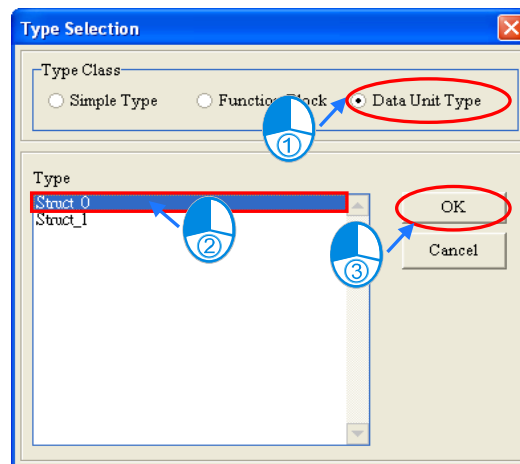 Type Selection
Type Class
Simple Type Function Block Data Unit Type
①
Type
Struct_0
Struct_1
②
OK
Cancel
③